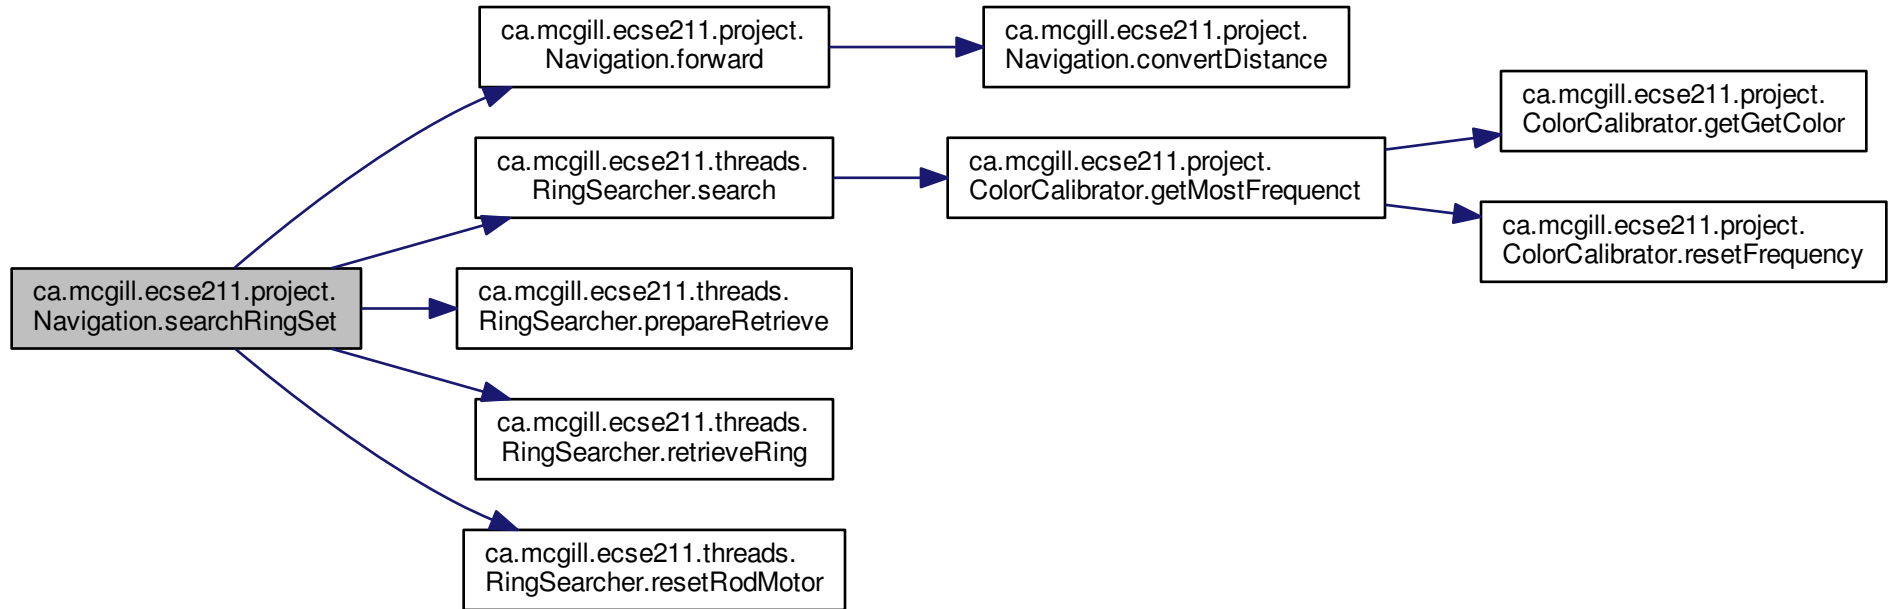 ca.mcgill.ecse211.project.
Navigation.searchRingSet
ca.mcgill.ecse211.project.
Navigation.forward
ca.mcgill.ecse211.project.
Navigation.convertDistance
ca.mcgill.ecse211.threads.
RingSearcher.search
ca.mcgill.ecse211.project.
ColorCalibrator.getMostFrequenct
ca.mcgill.ecse211.project.
ColorCalibrator.getGetColor
ca.mcgill.ecse211.project.
ColorCalibrator.resetFrequency
ca.mcgill.ecse211.threads.
RingSearcher.prepareRetrieve
ca.mcgill.ecse211.threads.
RingSearcher.retrieveRing
ca.mcgill.ecse211.threads.
RingSearcher.resetRodMotor